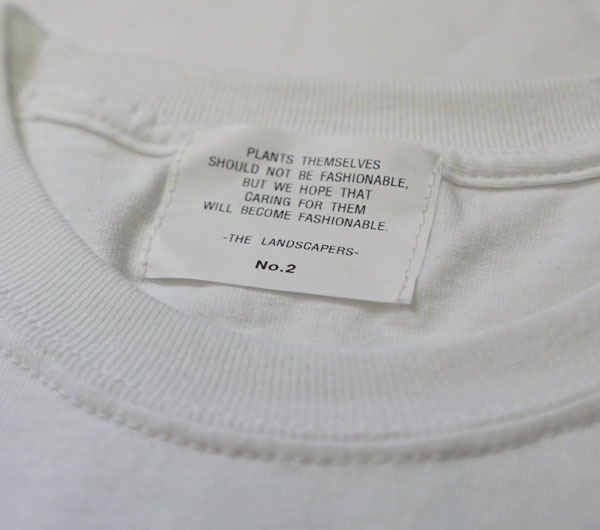 PLANTS THEMSELVES
SHOULD NOT BE FASHIONABLE,
BUT WE HOPE THAT
CARING FOR THEM
WILL BECOME FASHIONABLE.
-THE LANDSCAPERS-
No.2